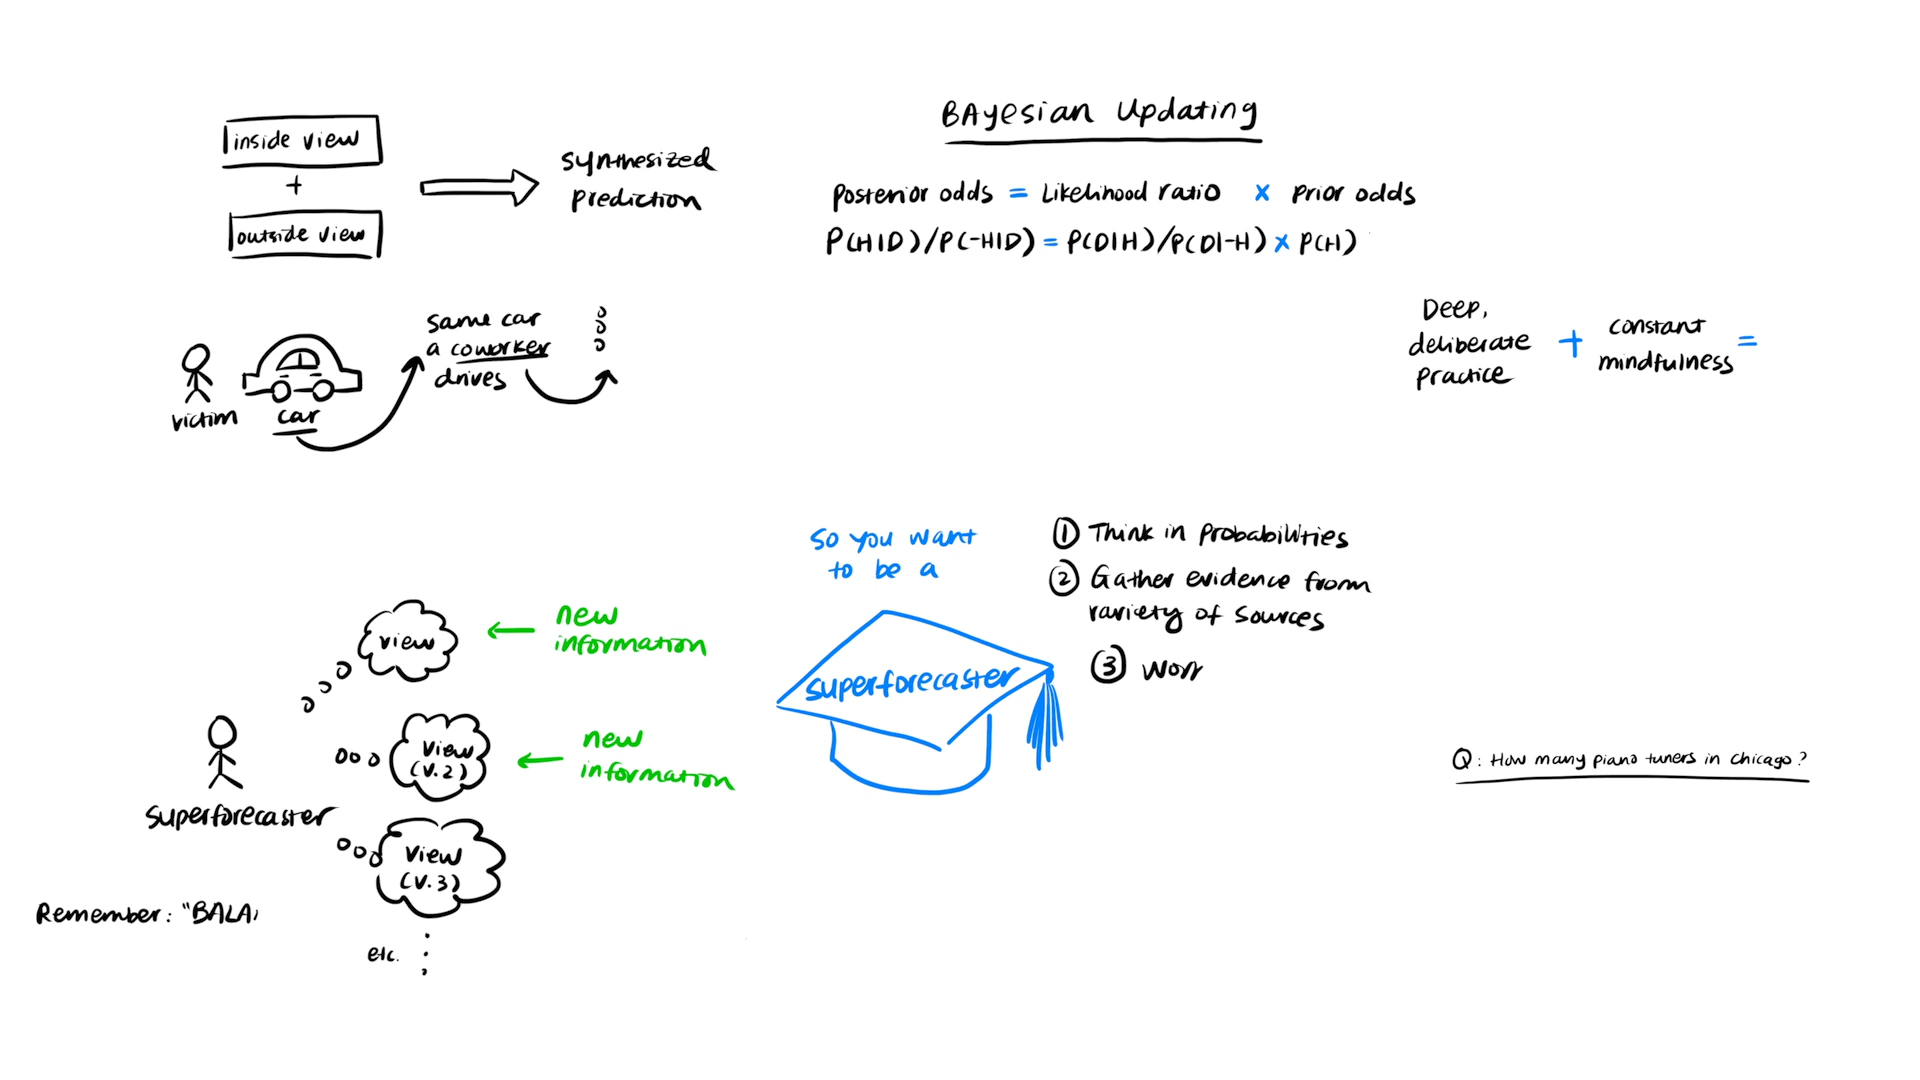 inside view
+
outside view
synthesized
prediction
same car
a coworker
drives
victim
car
BAyesian Updating
Posterior odds = Likelihood ratio x Prior odds
P(H|D)/P(-H|D) = P(D|H)/P(D|-H) x P(H)
Deep,
deliberate
practice
+
constant
mindfulness
=
view
new
information
view
(v.2)
new
information
superforecaster
view
(v.3)
Remember: "BALA
etc.
So you want
to be a
superforecaster
① Think in probabilities
② Gather evidence from
variety of sources
③ Wor
Q: How many piano tuners in chicago?